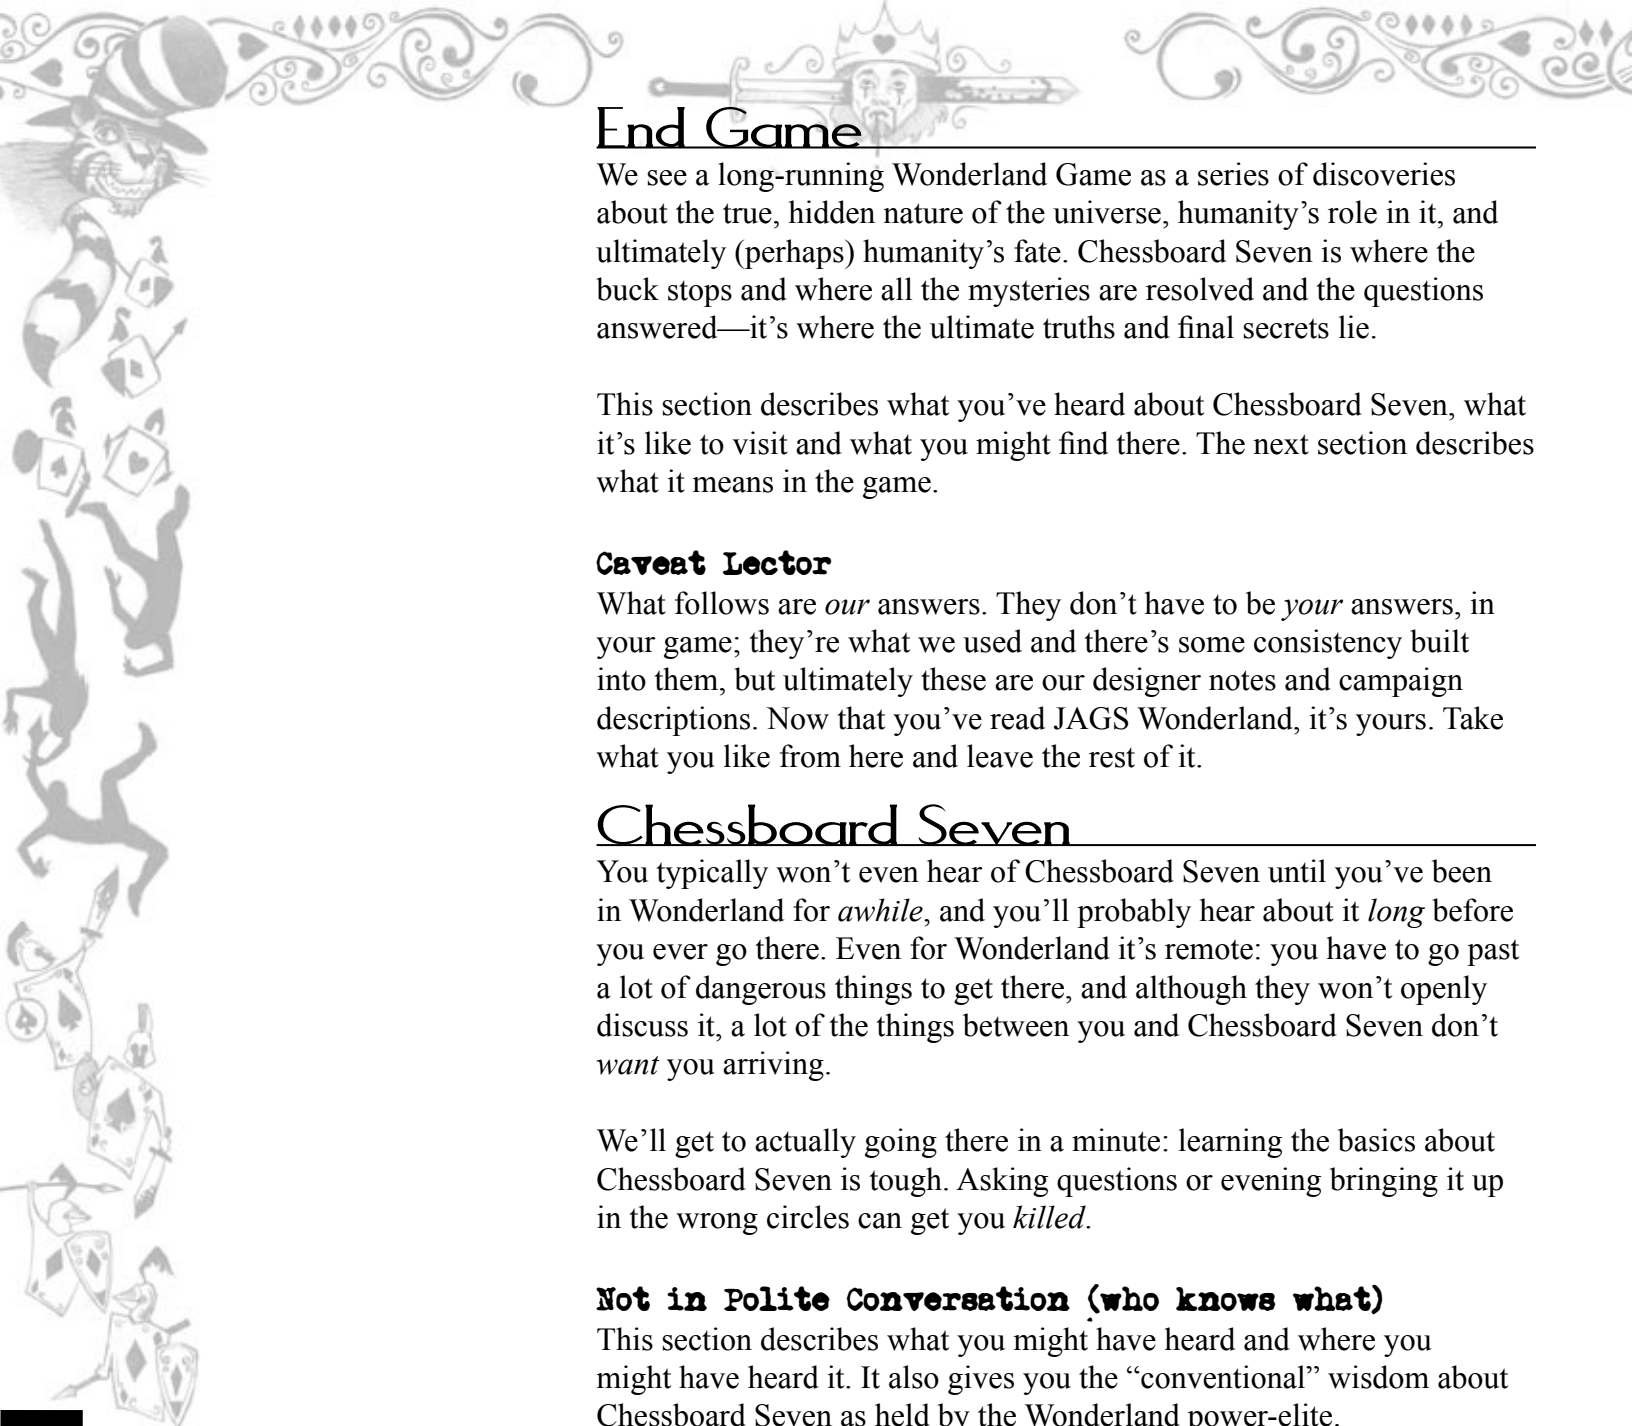 End Game
We see a long-running Wonderland Game as a series of discoveries
about the true, hidden nature of the universe, humanity’s role in it, and
ultimately (perhaps) humanity’s fate. Chessboard Seven is where the
buck stops and where all the mysteries are resolved and the questions
answered—it’s where the ultimate truths and final secrets lie.
This section describes what you’ve heard about Chessboard Seven, what
it’s like to visit and what you might find there. The next section describes
what it means in the game.
Caveat Lector
What follows are our answers. They don’t have to be your answers, in
your game; they’re what we used and there’s some consistency built
into them, but ultimately these are our designer notes and campaign
descriptions. Now that you’ve read JAGS Wonderland, it’s yours. Take
what you like from here and leave the rest of it.
Chessboard Seven
You typically won’t even hear of Chessboard Seven until you’ve been
in Wonderland for awhile, and you’ll probably hear about it long before
you ever go there. Even for Wonderland it’s remote: you have to go past
a lot of dangerous things to get there, and although they won’t openly
discuss it, a lot of the things between you and Chessboard Seven don’t
want you arriving.
We’ll get to actually going there in a minute: learning the basics about
Chessboard Seven is tough. Asking questions or evening bringing it up
in the wrong circles can get you killed.
Not in Polite Conversation (who knows what)
This section describes what you might have heard and where you
might have heard it. It also gives you the “conventional” wisdom about
Chessboard Seven as held by the Wonderland power-elite.